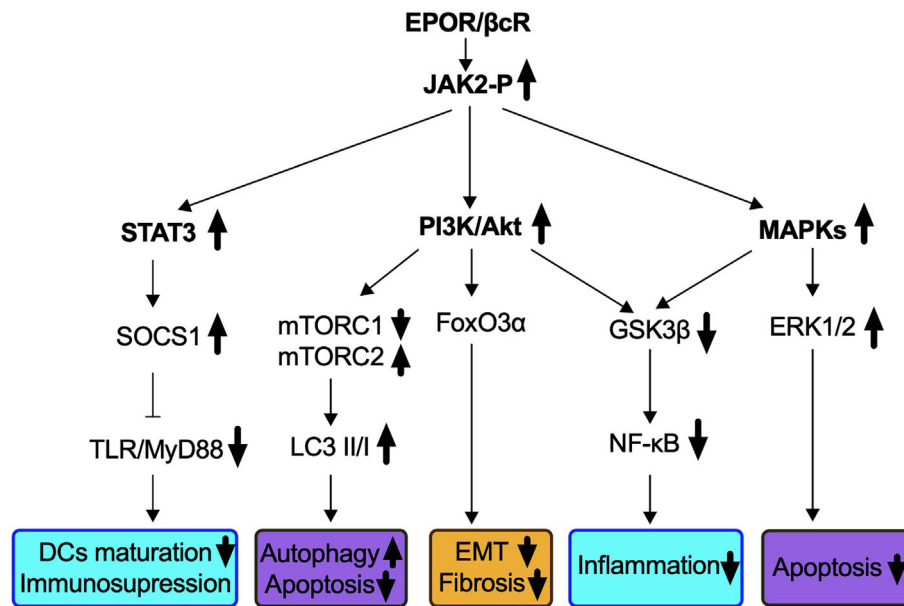 EPOR/βcR
JAK2-P
STAT3
PI3K/Akt
MAPKs
SOCS1
mTORC1
mTORC2
FoxO3α
GSK3β
ERK1/2
TLR/MyD88
LC3 II/I
NF-κB
DCs maturation
Immunosupression
Autophagy
Apoptosis
EMT
Fibrosis
Inflammation
Apoptosis